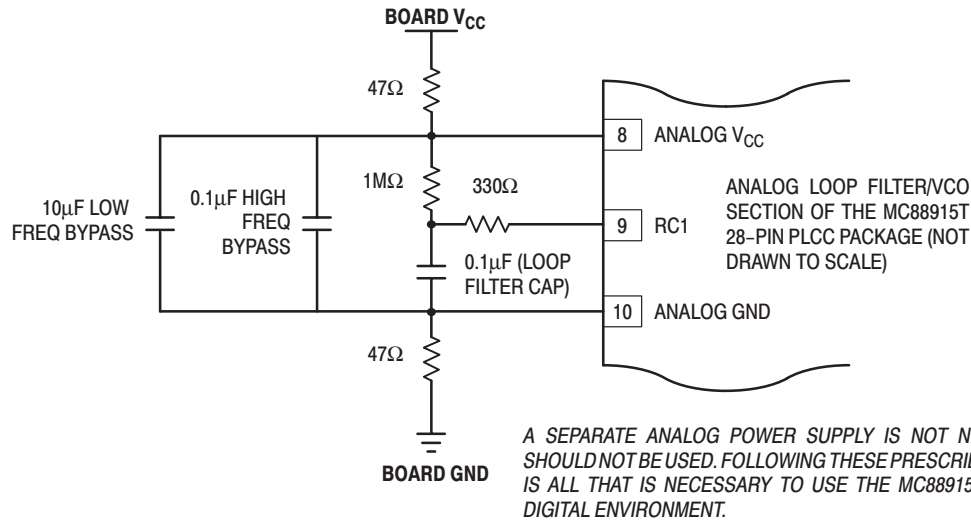 BOARD VCC
47Ω
8 ANALOG VCC
1MΩ
330Ω
10µF LOW
FREQ BYPASS
0.1µF HIGH
FREQ
BYPASS
9 RC1
ANALOG LOOP FILTER/VCO
SECTION OF THE MC88915T
28–PIN PLCC PACKAGE (NOT
DRAWN TO SCALE)
0.1µF (LOOP
FILTER CAP)
10 ANALOG GND
47Ω
BOARD GND
A SEPARATE ANALOG POWER SUPPLY IS NOT
SHOULD NOT BE USED. FOLLOWING THESE
IS ALL THAT IS NECESSARY TO USE THE
DIGITAL ENVIRONMENT.